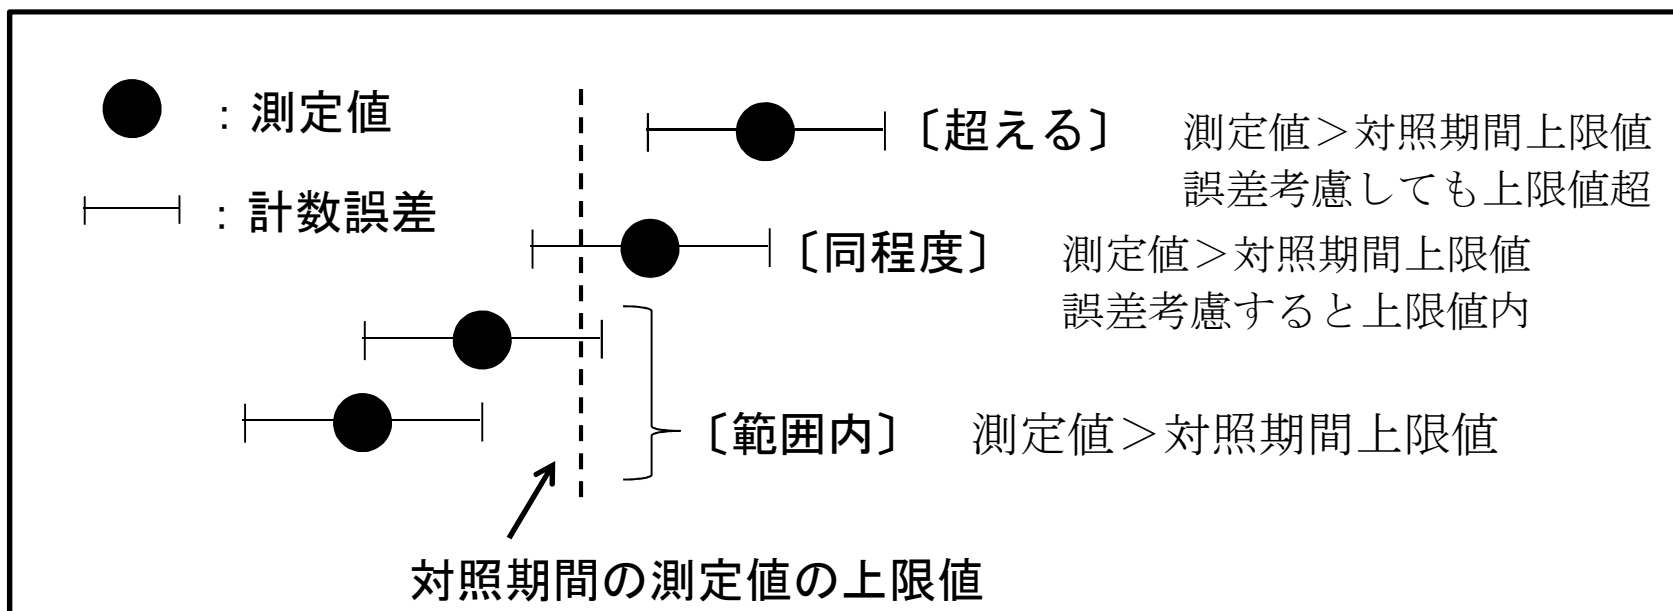 ：測定値
：計数誤差
〔超える〕 測定値＞対照期間上限値
誤差考慮しても上限値超
〔同程度〕 測定値＞対照期間上限値
誤差考慮すると上限値内
〔範囲内〕 測定値＞対照期間上限値
対照期間の測定値の上限値